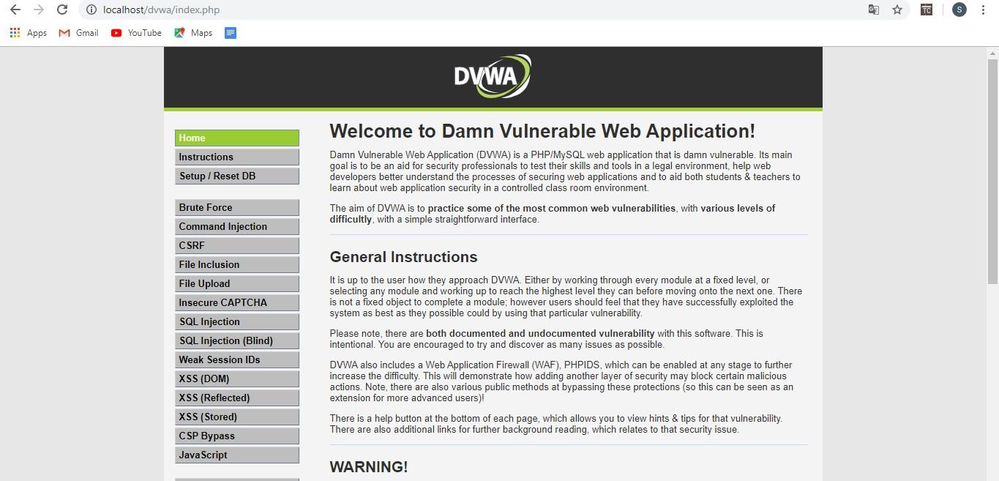 localhost/dvwa/index.php
TC
S
Apps Gmail YouTube Maps
DVWA
Home
Instructions
Setup / Reset DB
Brute Force
Command Injection
CSRF
File Inclusion
File Upload
Insecure CAPTCHA
SQL Injection
SQL Injection (Blind)
Weak Session IDs
XSS (DOM)
XSS (Reflected)
XSS (Stored)
CSP Bypass
JavaScript
Welcome to Damn Vulnerable Web Application!
Damn Vulnerable Web Application (DVWA) is a PHP/MySQL web application that is damn vulnerable. Its main
goal is to be an aid for security professionals to test their skills and tools in a legal environment, help web
developers better understand the processes of securing web applications and to aid both students & teachers to
learn about web application security in a controlled class room environment.
The aim of DVWA is to practice some of the most common web vulnerabilities, with various levels of
difficultly, with a simple straightforward interface.
General Instructions
It is up to the user how they approach DVWA. Either by working through every module at a fixed level, or
selecting any module and working up to reach the highest level they can before moving onto the next one. There
is not a fixed object to complete a module; however users should feel that they have successfully exploited the
system as best as they possible could by using that particular vulnerability.
Please note, there are both documented and undocumented vulnerability with this software. This is
intentional. You are encouraged to try and discover as many issues as possible.
DVWA also includes a Web Application Firewall (WAF), PHPIDS, which can be enabled at any stage to further
increase the difficulty. This will demonstrate how adding another layer of security may block certain malicious
actions. Note, there are also various public methods at bypassing these protections (so this can be seen as an
extension for more advanced users)!
There is a help button at the bottom of each page, which allows you to view hints & tips for that vulnerability.
There are also additional links for further background reading, which relates to that security issue.
WARNING!